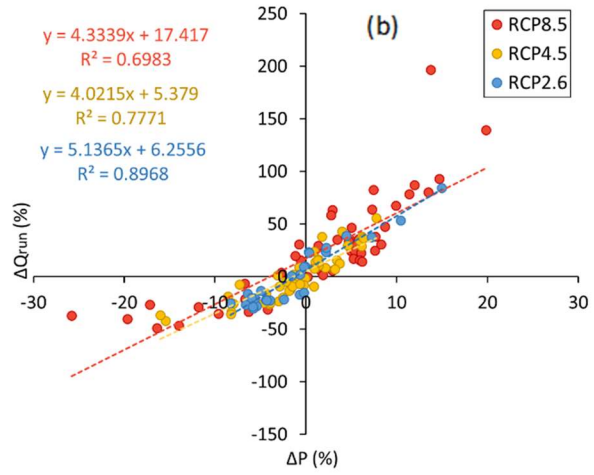 250
(b)
RCP8.5
RCP4.5
RCP2.6
y = 4.3339x + 17.417
R² = 0.6983
y = 4.0215x + 5.379
R² = 0.7771
y = 5.1365x + 6.2556
R² = 0.8968
200
150
100
50
0
-30
-20
-10
0
10
20
30
-50
-100
-150
ΔQrun (%)
ΔP (%)